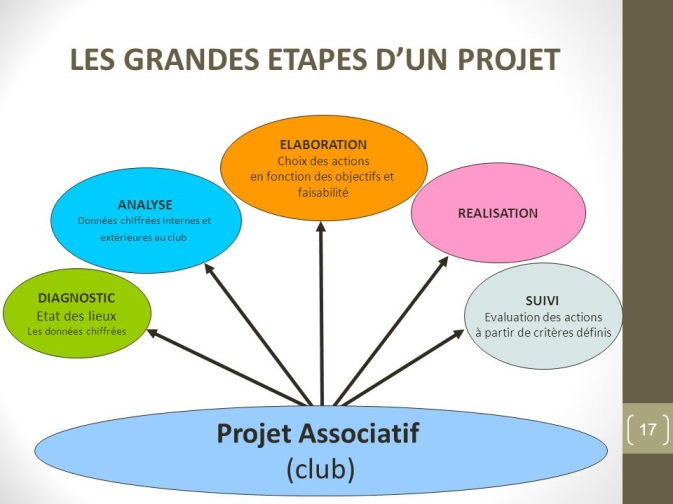 LES GRANDES ETAPES D’UN PROJET
ELABORATION
Choix des actions
en fonction des objectifs et
faisabilité
ANALYSE
Données chiffrées internes et
extérieures au club
REALISATION
DIAGNOSTIC
Etat des lieux
Les données chiffrées
SUIVI
Evaluation des actions
à partir de critères définis
Projet Associatif
(club)
17